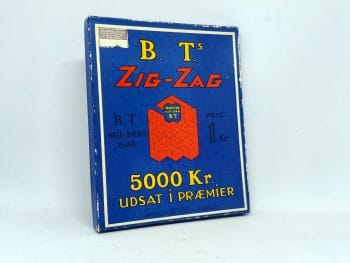 B. T.s
ZIG-ZAG
B.T.
HELE BYENS
BLAD
B.T.
PRIS
1 Kr.
5000 Kr.
UDSAT I PRÆMIER